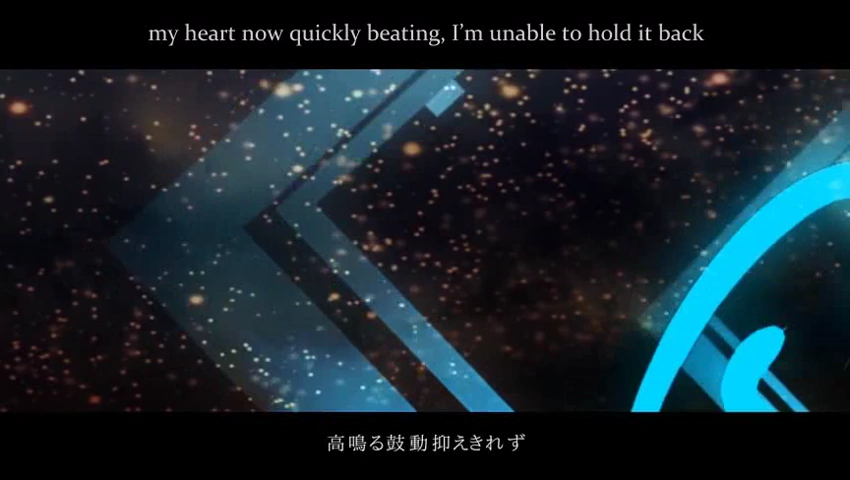 my heart now quickly beating, I’m unable to hold it back
高鳴る鼓動抑えきれず